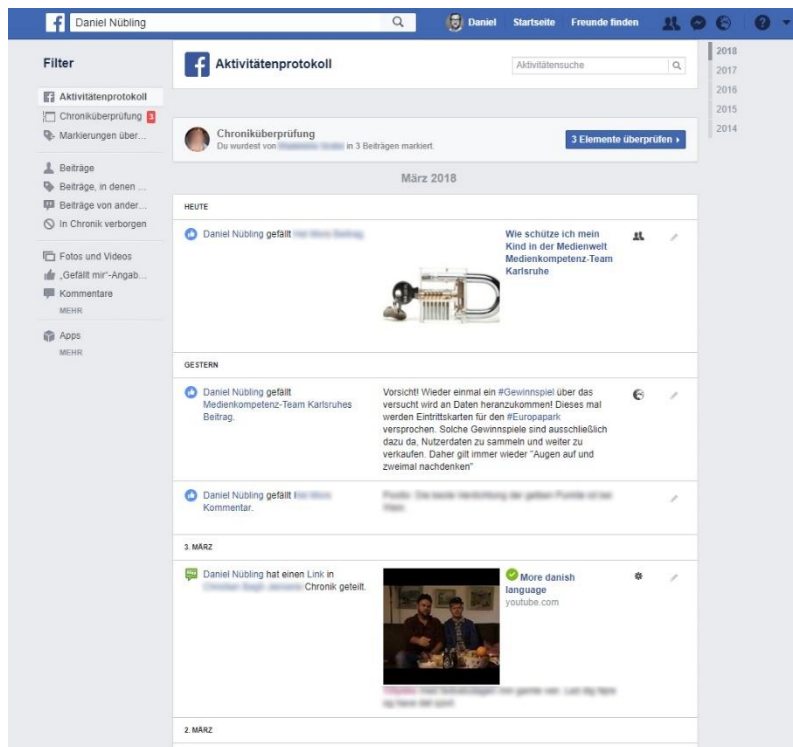 Daniel Nübling
Daniel Startseite Freunde finden
Filter
Aktivitätenprotokoll
Chroniküberprüfung 3
Markierungen über...
Beiträge
Beiträge, in denen ...
Beiträge von ander...
In Chronik verborgen
Fotos und Videos
„Gefällt mir“-Angab...
Kommentare
MEHR
Apps
MEHR
Aktivitätenprotokoll
Aktivitätensuche
Chroniküberprüfung
Du wurdest von in 3 Beiträgen markiert.
3 Elemente überprüfen
März 2018
HEUTE
Daniel Nübling gefällt
Wie schütze ich mein
Kind in der Medienwelt
Medienkompetenz-Team
Karlsruhe
GESTERN
Daniel Nübling gefällt
Medienkompetenz-Team Karlsruhes
Beitrag.
Vorsicht! Wieder einmal ein #Gewinnspiel über das
versucht wird an Daten heranzukommen! Dieses mal
werden Eintrittskarten für den #Europapark
versprochen. Solche Gewinnspiele sind ausschließlich
dazu da, Nutzerdaten zu sammeln und weiter zu
verkaufen. Daher gilt immer wieder "Augen auf und
zweimal nachdenken"
Daniel Nübling gefällt
Kommentar.
3. MÄRZ
Daniel Nübling hat einen Link in
Chronik geteilt.
More danish
language
youtube.com
2. MÄRZ
2018
2017
2016
2015
2014